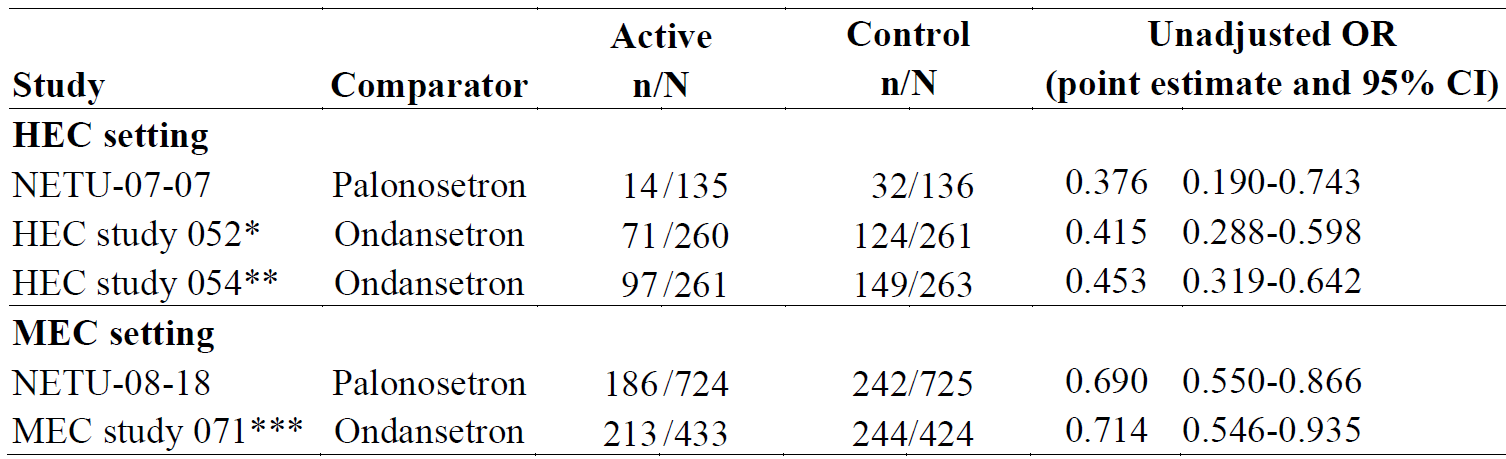 Active Control Unadjusted OR
Study Comparator n/N n/N (point estimate and 95% CI)
HEC setting
NETU-07-07 Palonosetron 14/135 32/136 0.376 0.190-0.743
HEC study 052* Ondansetron 71/260 124/261 0.415 0.288-0.598
HEC study 054** Ondansetron 97/261 149/263 0.453 0.319-0.642
MEC setting
NETU-08-18 Palonosetron 186/724 242/725 0.690 0.550-0.866
MEC study 071*** Ondansetron 213/433 244/424 0.714 0.546-0.935